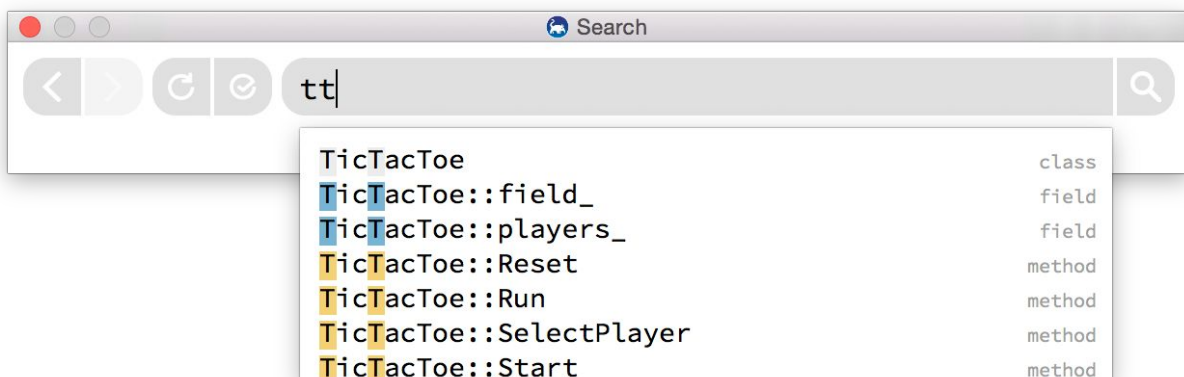 Search
tt
TicTacToe class
TicTacToe::field_ field
TicTacToe::players_ field
TicTacToe::Reset method
TicTacToe::Run method
TicTacToe::SelectPlayer method
TicTacToe::Start method